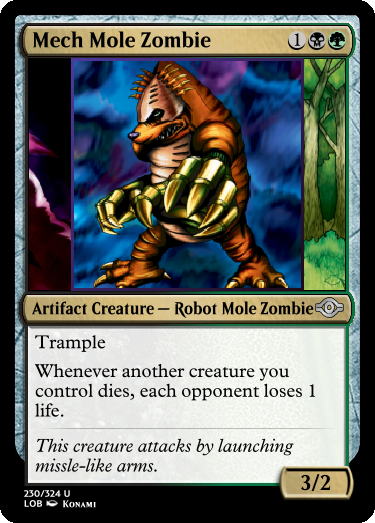 Mech Mole Zombie 1
Artifact Creature — Robot Mole Zombie
Trample
Whenever another creature you
control dies, each opponent loses 1
life.
This creature attacks by launching
missle-like arms.
3/2
230/324 U
LOB Konami